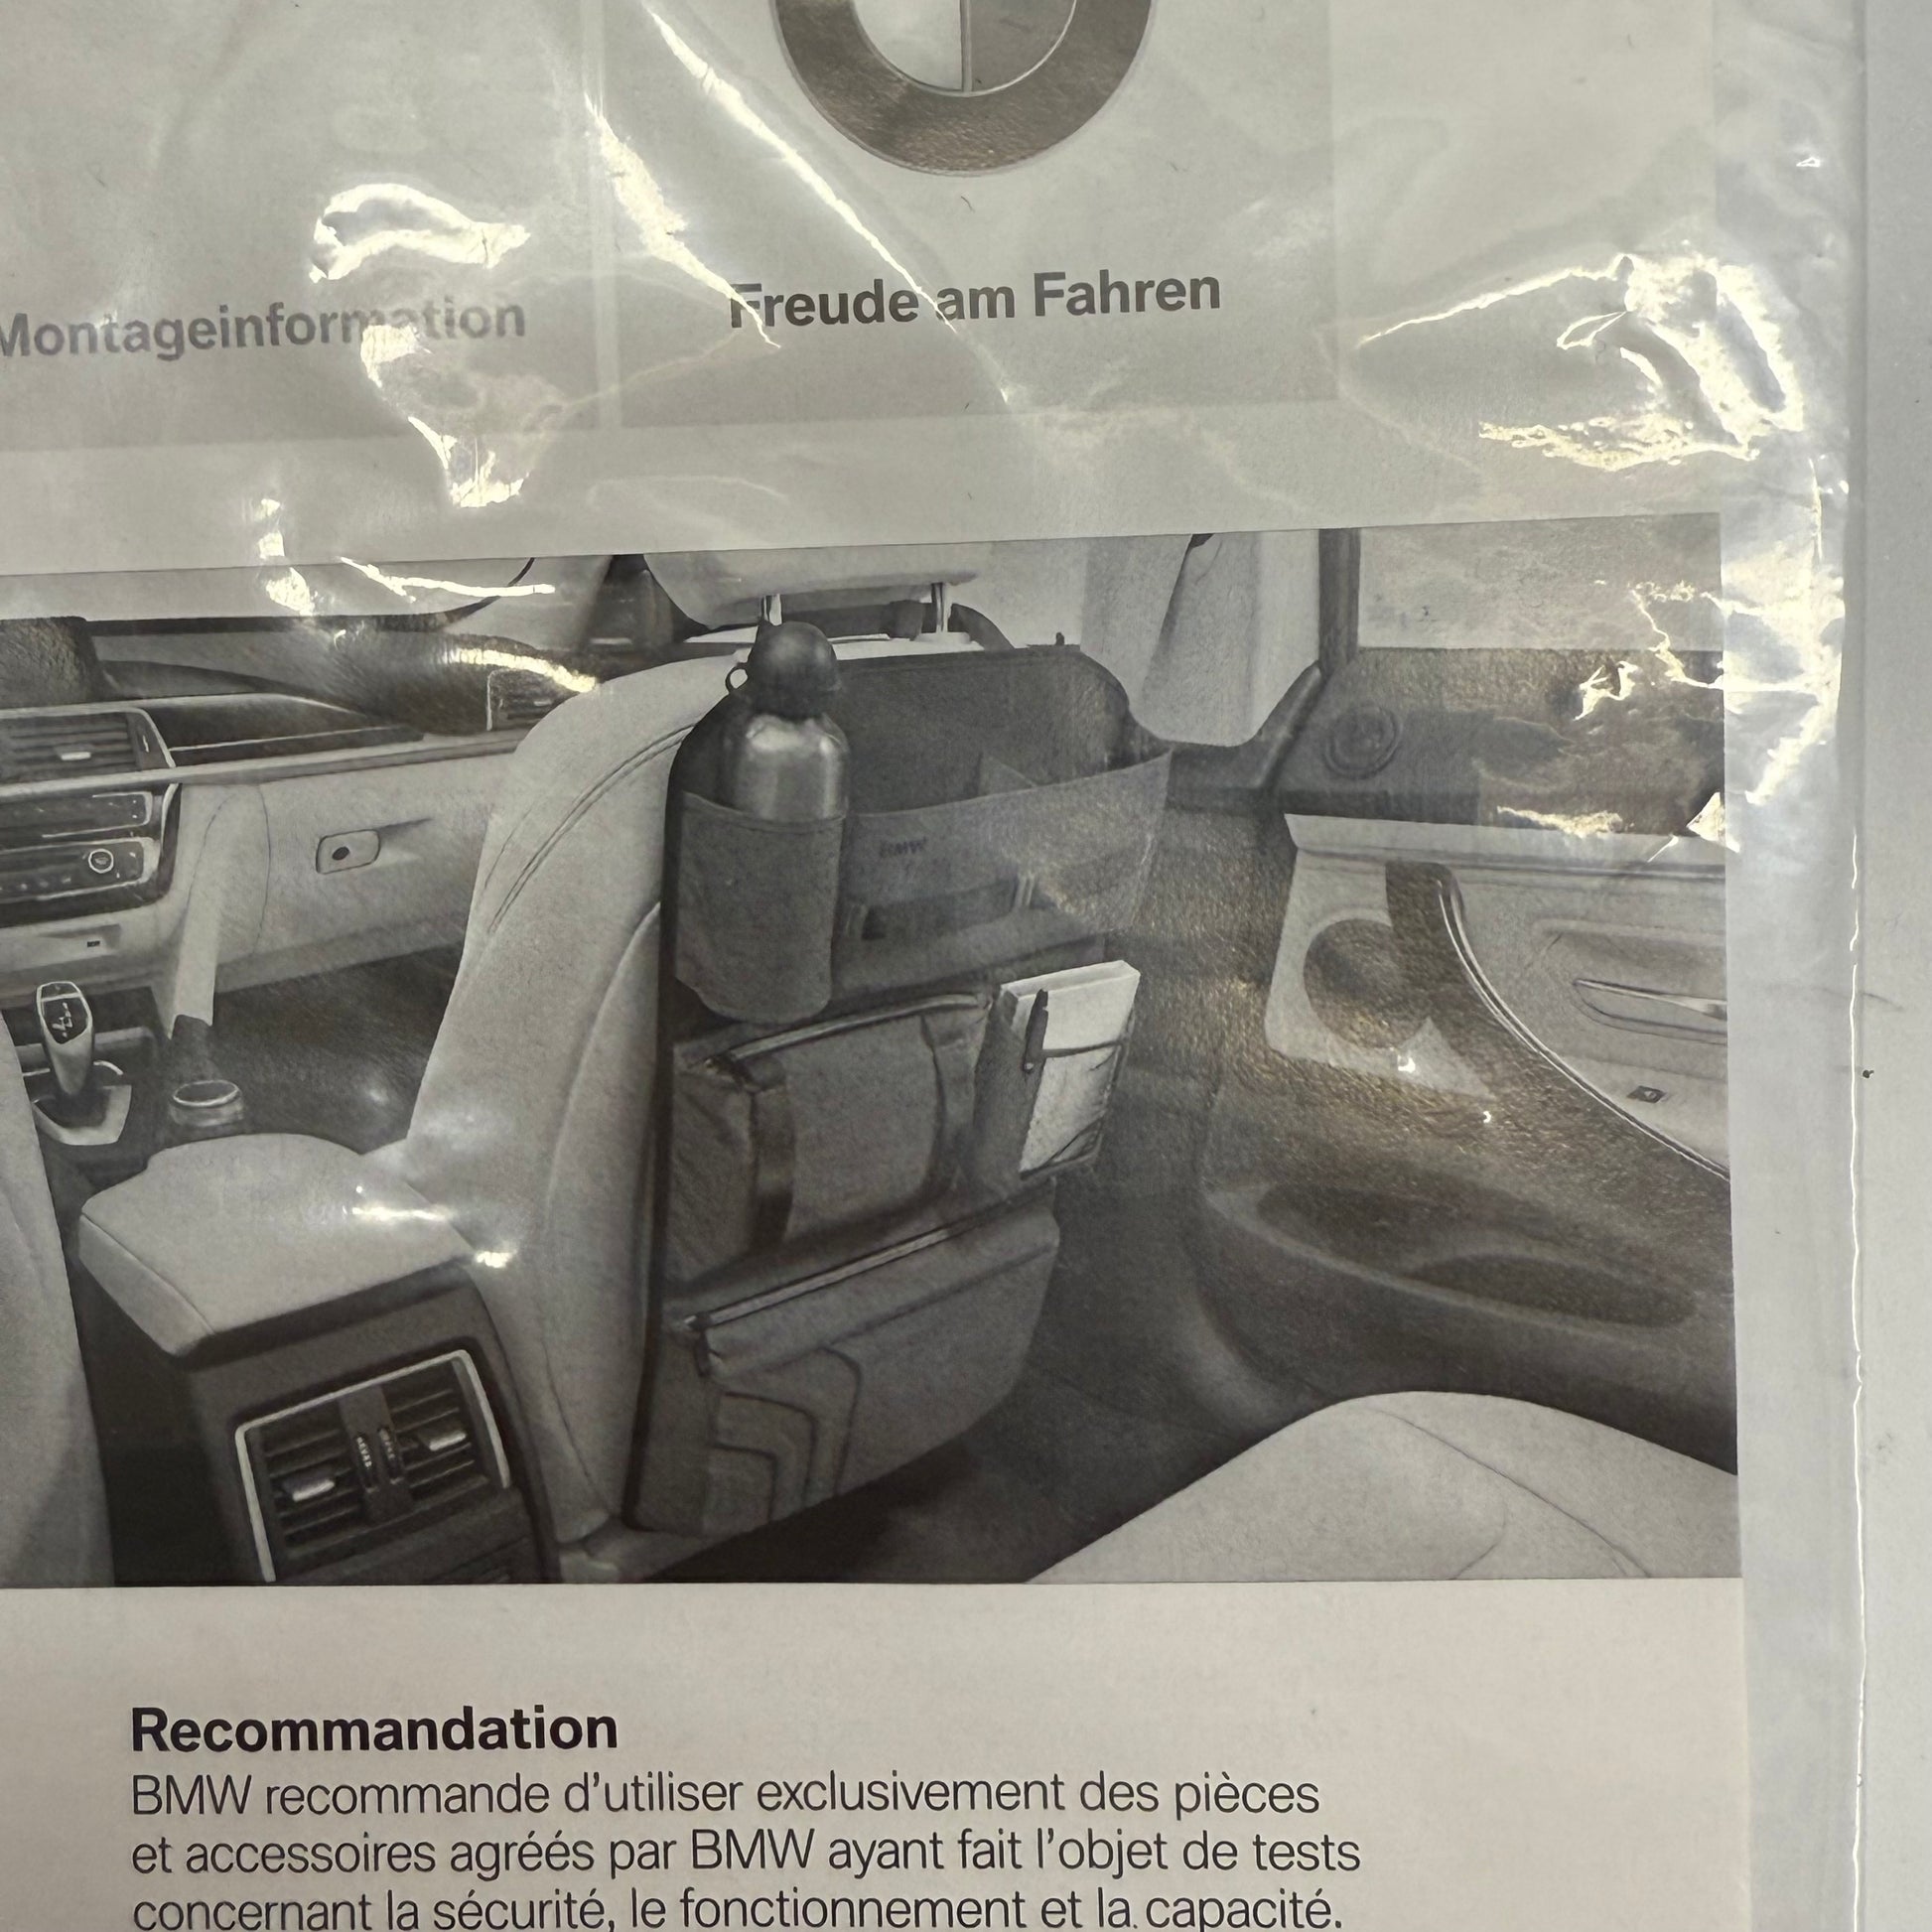 Montageinformation
Freude am Fahren
BMW
Recommandation
BMW recommande d'utiliser exclusivement des pièces
et accessoires agréés par BMW ayant fait l'objet de tests
concernant la sécurité, le fonctionnement et la capacité.